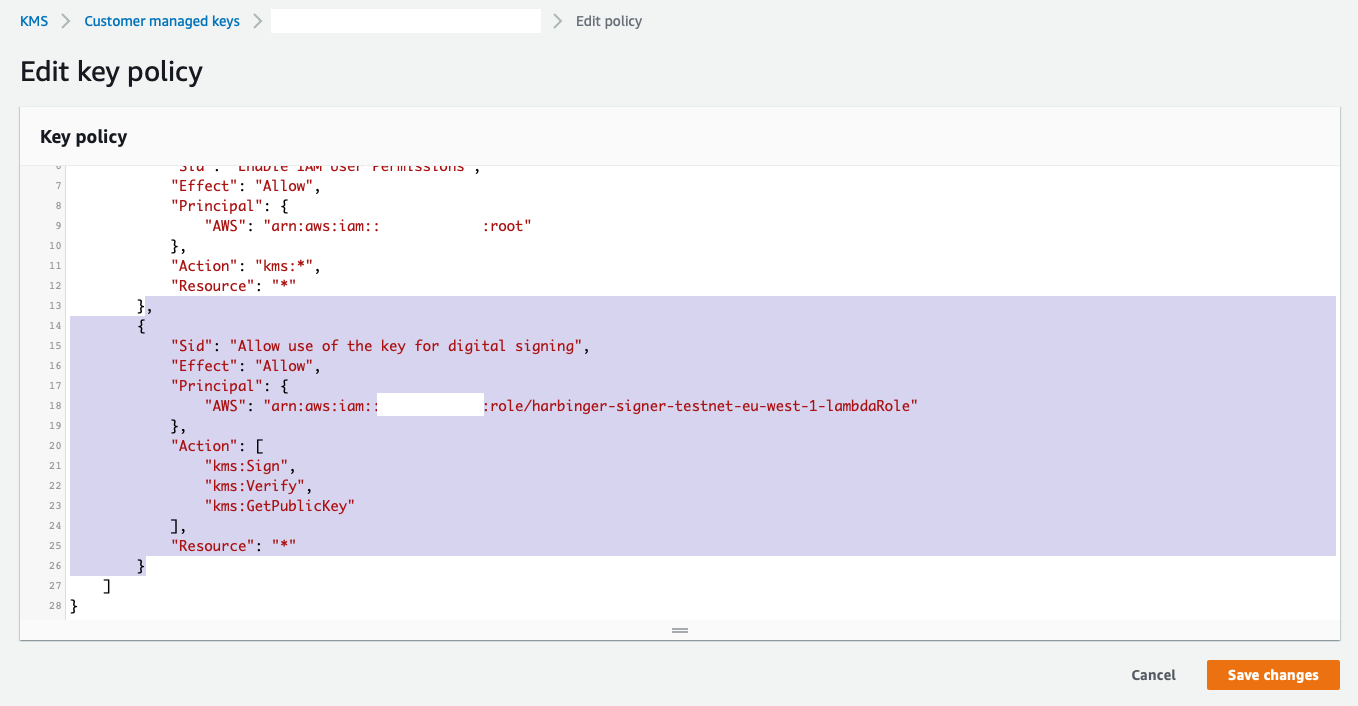 KMS > Customer managed keys > > Edit policy
Edit key policy
Key policy
6 "Sid": "Enable IAM User Permissions",
7 "Effect": "Allow",
8 "Principal": {
9 "AWS": "arn:aws:iam:: :root"
10 },
11 "Action": "kms:*",
12 "Resource": "*"
13 },
14 {
15 "Sid": "Allow use of the key for digital signing",
16 "Effect": "Allow",
17 "Principal": {
18 "AWS": "arn:aws:iam:: :role/harbinger-signer-testnet-eu-west-1-lambdaRole"
19 },
20 "Action": [
21 "kms:Sign",
22 "kms:Verify",
23 "kms:GetPublicKey"
24 ],
25 "Resource": "*"
26 }
27 ]
28 }
Cancel Save changes